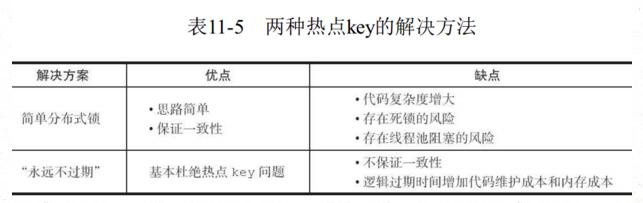 表11-5 两种热点key的解决方法
解决方案 优点 缺点
简单分布式锁
• 思路简单
• 保证一致性
• 代码复杂度增大
• 存在死锁的风险
• 存在线程池阻塞的风险
“永远不过期” 基本杜绝热点 key 问题
• 不保证一致性
• 逻辑过期时间增加代码维护成本和内存成本